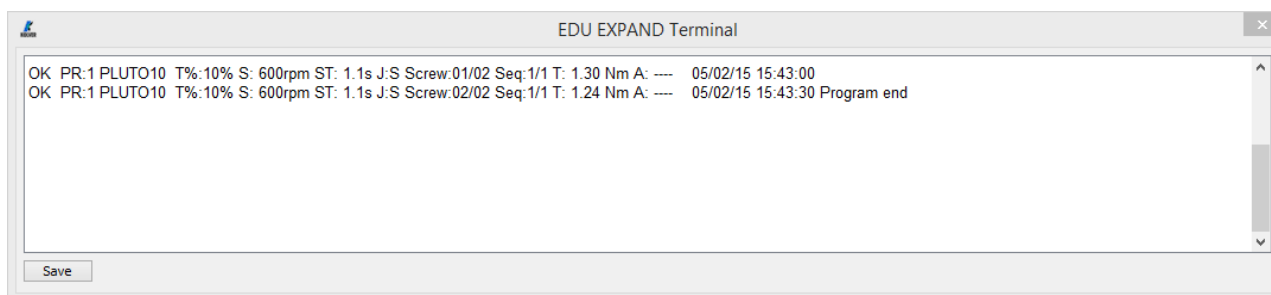 EDU EXPAND Terminal
OK PR:1 PLUTO10 T%:10% S: 600rpm ST: 1.1s J:S Screw:01/02 Seq:1/1 T: 1.30 Nm A: ---- 05/02/15 15:43:00
OK PR:1 PLUTO10 T%:10% S: 600rpm ST: 1.1s J:S Screw:02/02 Seq:1/1 T: 1.24 Nm A: ---- 05/02/15 15:43:30 Program end
Save